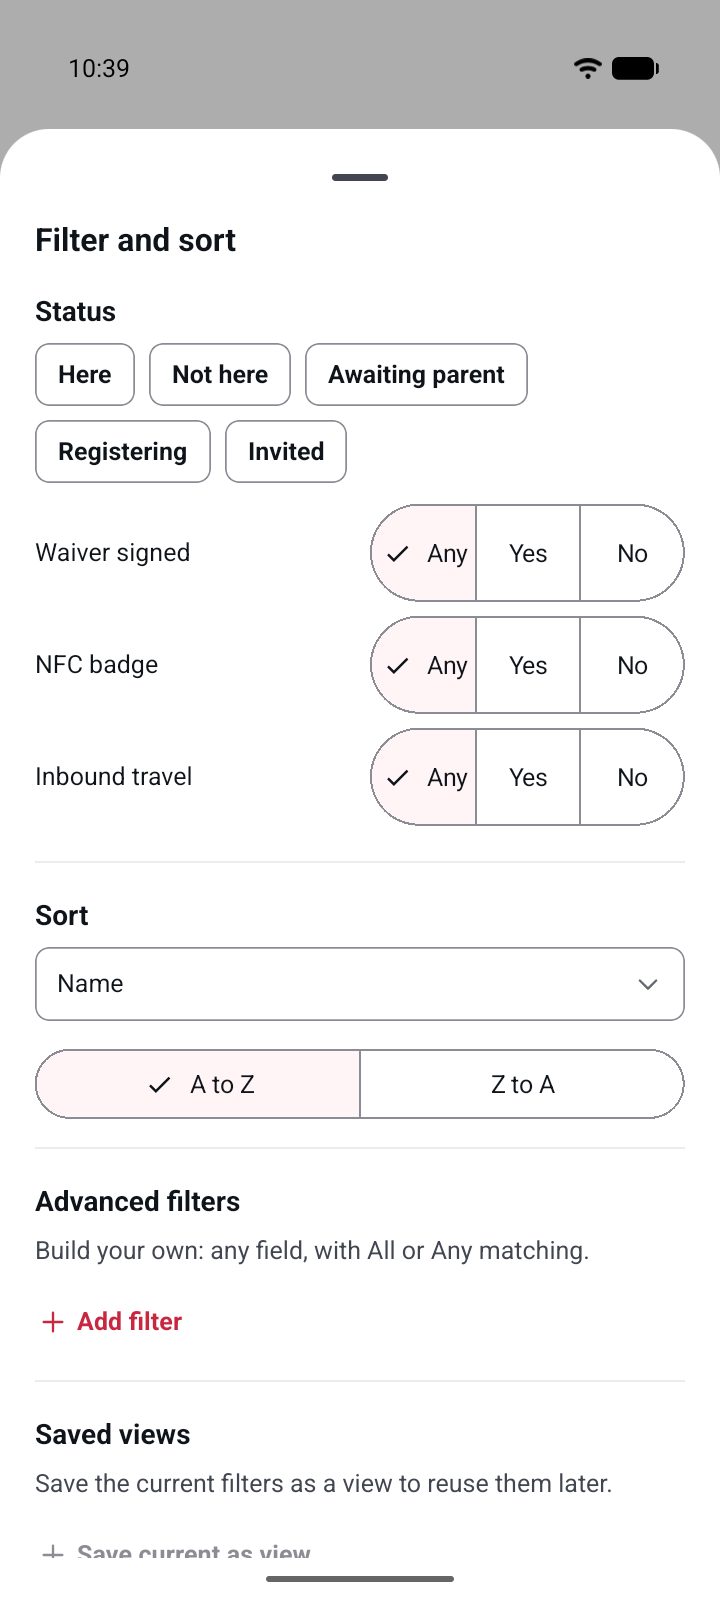 10:39
Filter and sort
Status
Here Not here Awaiting parent
Registering Invited
Waiver signed Any Yes No
NFC badge Any Yes No
Inbound travel Any Yes No
Sort
Name
A to Z Z to A
Advanced filters
Build your own: any field, with All or Any matching.
Add filter
Saved views
Save the current filters as a view to reuse them later.
Save current as view